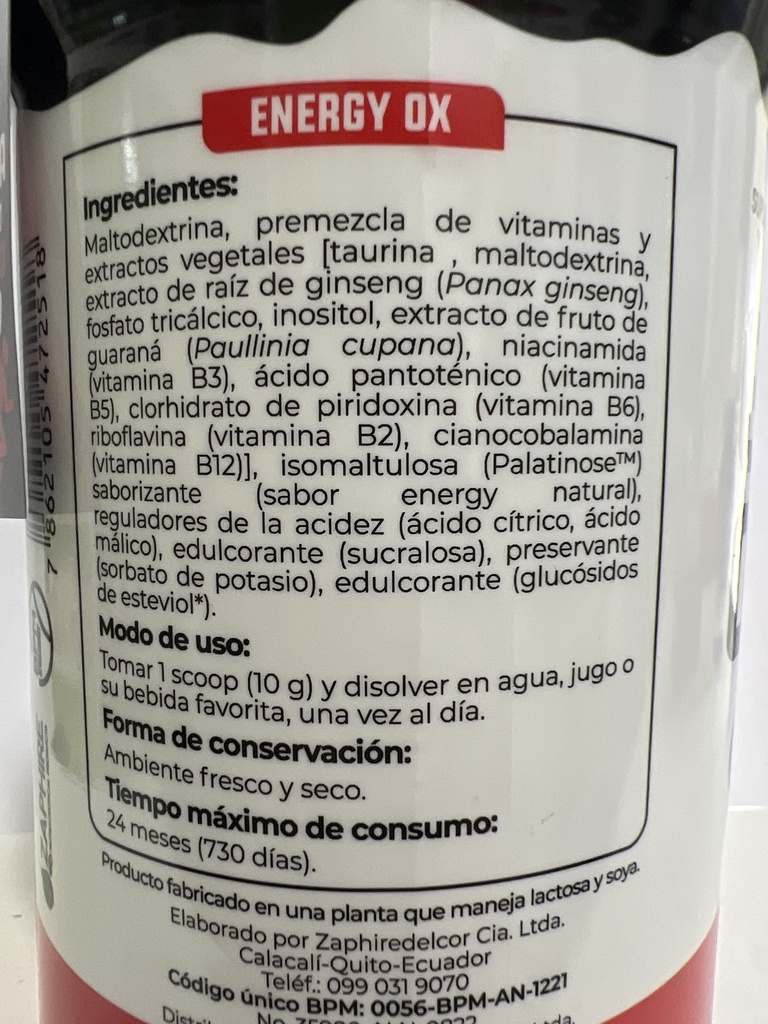 ENERGY OX
Ingredientes:
Maltodextrina, premezcla de vitaminas y
extractos vegetales [taurina , maltodextrina,
extracto de raíz de ginseng (Panax ginseng),
fosfato tricálcico, inositol, extracto de fruto de
guaraná (Paullinia cupana), niacinamida
(vitamina B3), ácido pantoténico (vitamina
B5), clorhidrato de piridoxina (vitamina B6),
riboflavina (vitamina B2), cianocobalamina
(vitamina B12)], isomaltulosa (Palatinose™)
saborizante (sabor energy natural),
reguladores de la acidez (ácido cítrico, ácido
málico), edulcorante (sucralosa), preservante
(sorbato de potasio), edulcorante (glucósidos
de esteviol*).
Modo de uso:
Tomar 1 scoop (10 g) y disolver en agua, jugo o
su bebida favorita, una vez al día.
Forma de conservación:
Ambiente fresco y seco.
Tiempo máximo de consumo:
24 meses (730 días).
Producto fabricado en una planta que maneja lactosa y soya.
Elaborado por Zaphiredelcor Cia. Ltda.
Calacalí-Quito-Ecuador
Teléf.: 099 031 9070
Código único BPM: 0056-BPM-AN-1221
7 862105 472518
ZAPHIRE